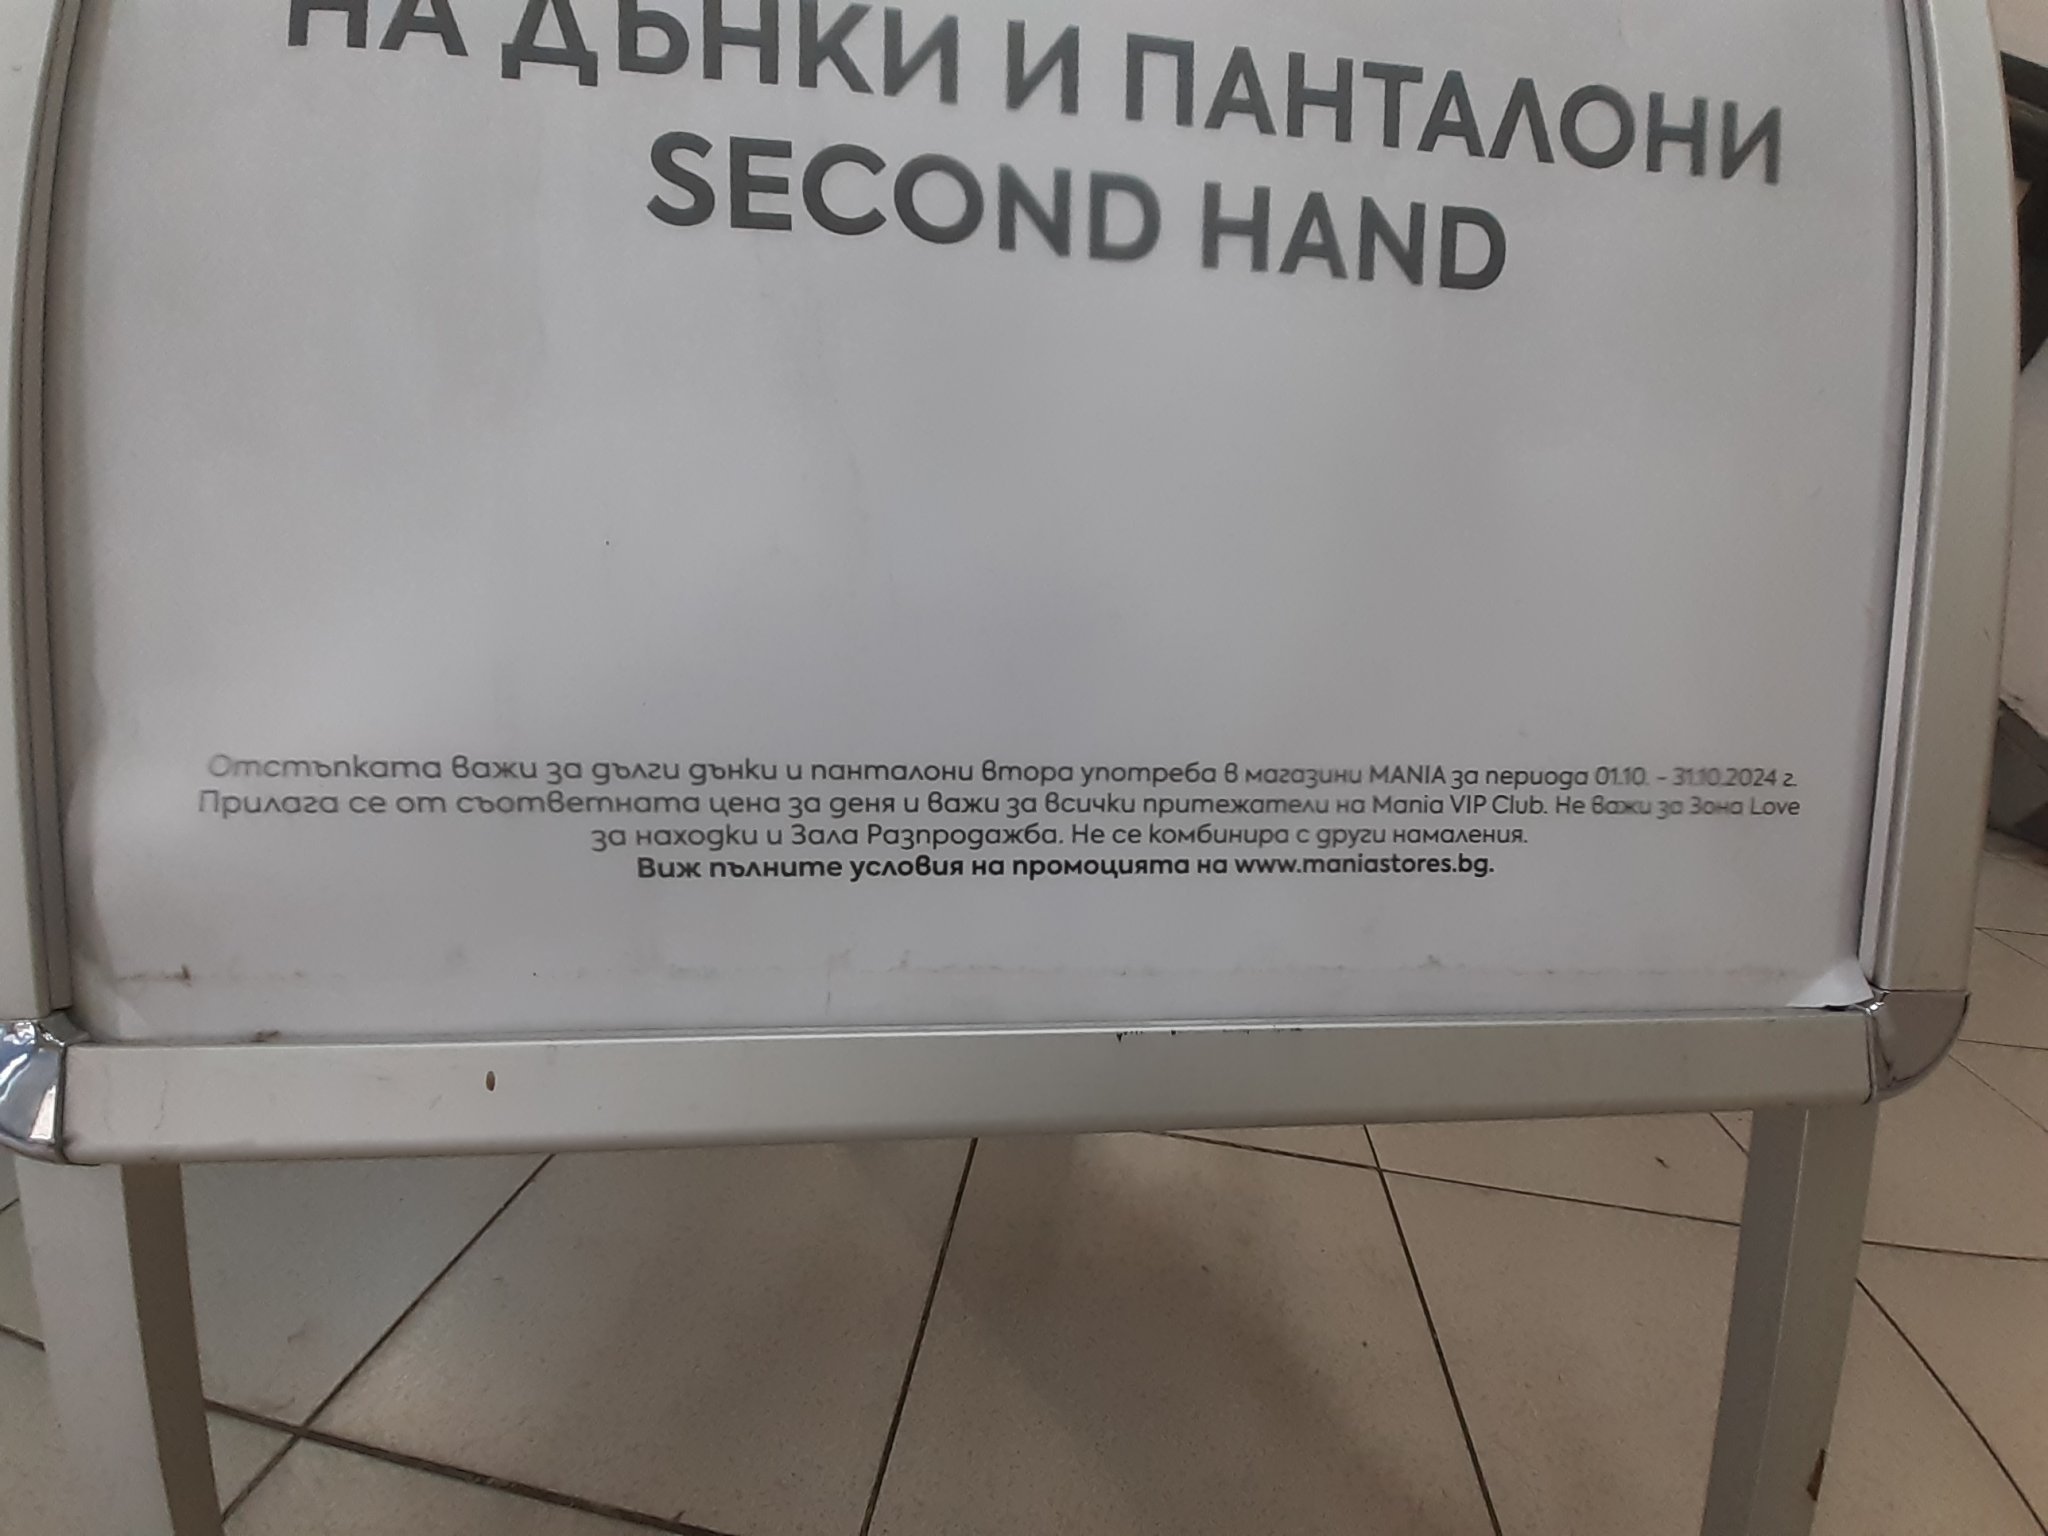 НА ДЪНКИ И ПАНТАЛОНИ
SECOND HAND
Отстъпката важи за дълги дънки и панталони втора употреба в магазини MANIA за периода 01.10. - 31.10.2024 г.
Прилага се от съответната цена за деня и важи за всички притежатели на Mania VIP Club. Не важи за Зона Love
за находки и Зала Разпродажба. Не се комбинира с други намаления.
Виж пълните условия на промоцията на www.maniastores.bg.